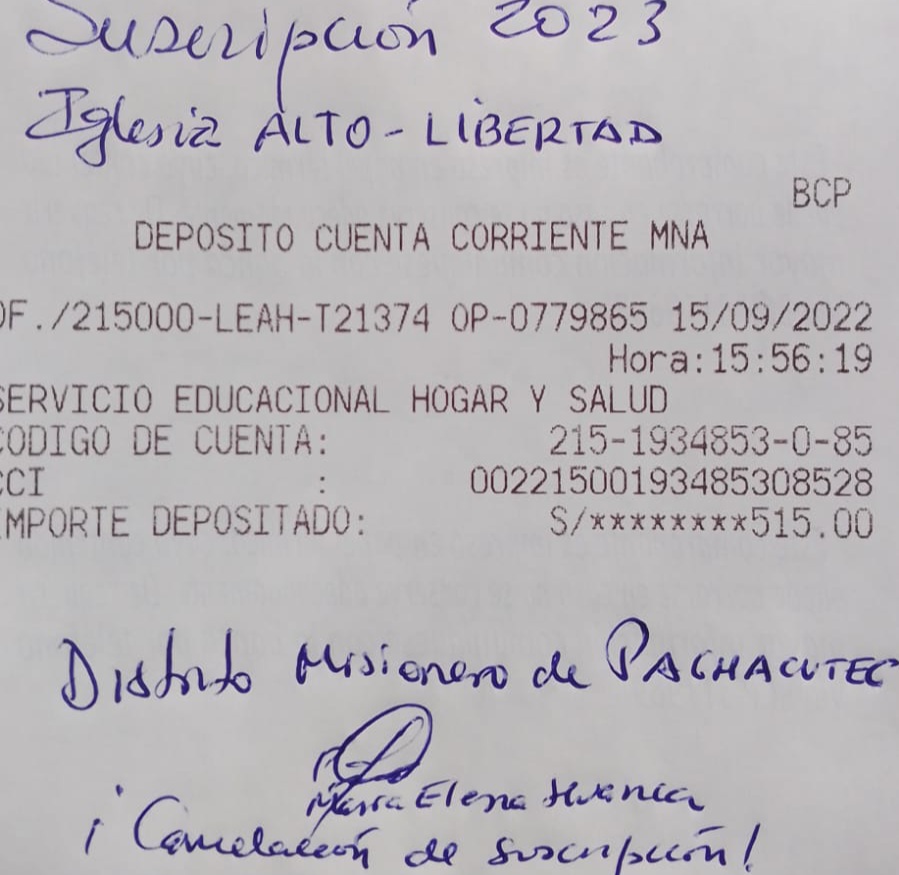 Suscripción 2023
Iglesia ALTO-LIBERTAD
BCP
DEPOSITO CUENTA CORRIENTE MNA
OF./215000-LEAH-T21374 OP-0779865 15/09/2022
Hora:15:56:19
SERVICIO EDUCACIONAL HOGAR Y SALUD
CODIGO DE CUENTA: 215-1934853-0-85
CCI : 00221500193485308528
IMPORTE DEPOSITADO: S/********515.00
Distrito Misionero de PACHACUTEC
Maria Elena Huanca
¡Cancelación de suscripción!